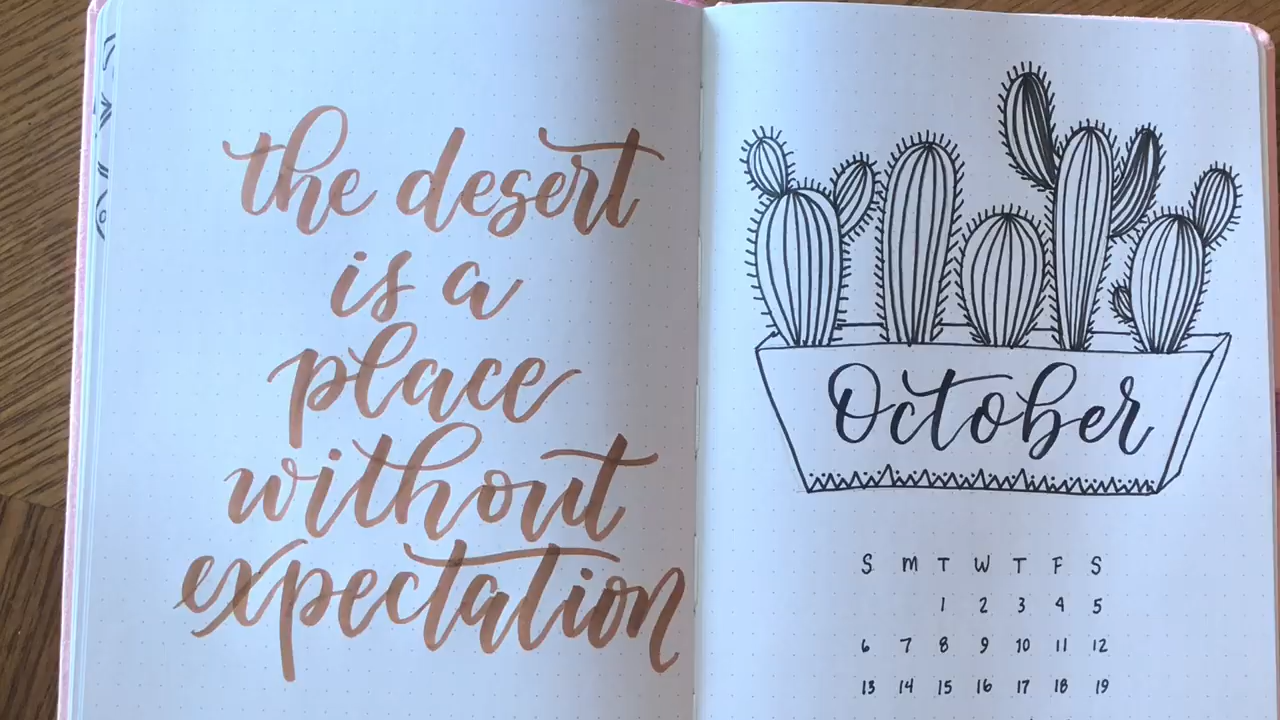 the desert
is a
place
without
expectation
October
S M T W T F S
1 2 3 4 5
6 7 8 9 10 11 12
13 14 15 16 17 18 19